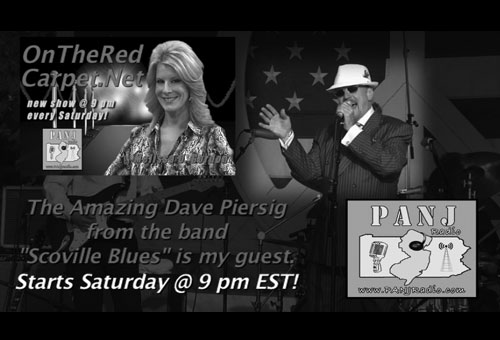 OnTheRed
Carpet.Net
new show @ 9 pm
every Saturday!
PANJ
The Amazing Dave Piersig
from the band
"Scoville Blues" is my guest.
Starts Saturday @ 9 pm EST!
PANJ
Radio
www.PANJRadio.com